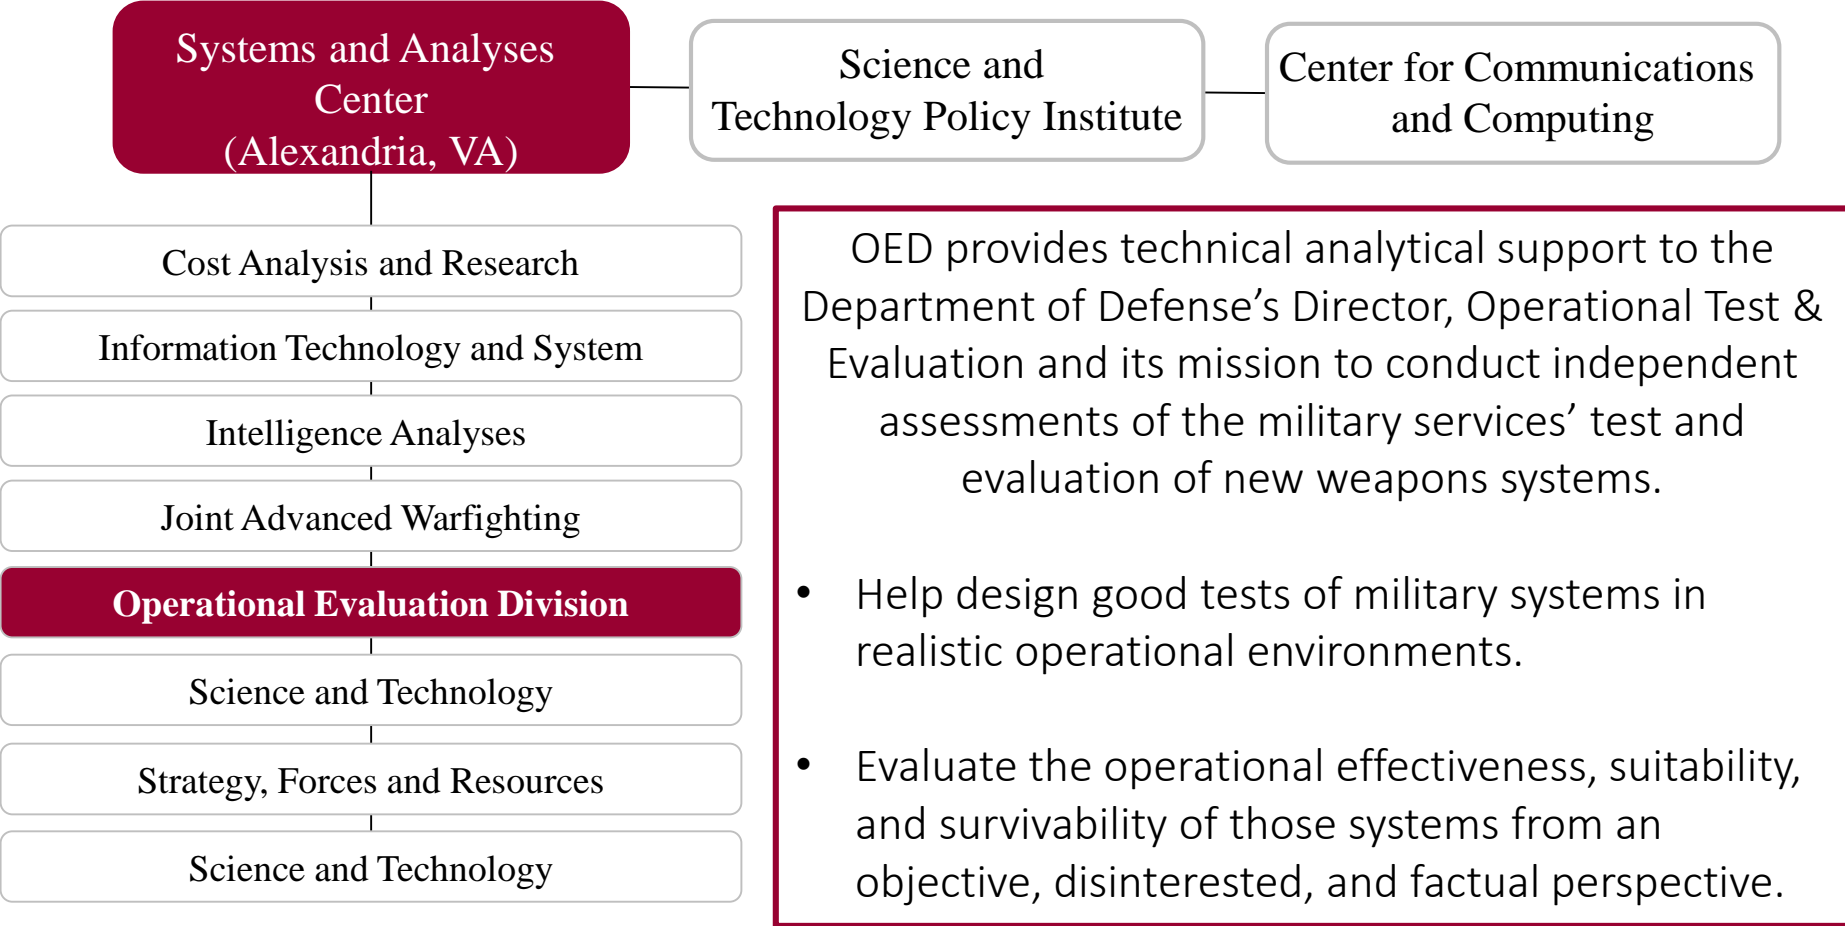 Systems and Analyses
Center
(Alexandria, VA)
Science and
Technology Policy Institute
Center for Communications
and Computing
Cost Analysis and Research
Information Technology and System
Intelligence Analyses
Joint Advanced Warfighting
Operational Evaluation Division
Science and Technology
Strategy, Forces and Resources
Science and Technology
OED provides technical analytical support to the
Department of Defense’s Director, Operational Test &
Evaluation and its mission to conduct independent
assessments of the military services’ test and
evaluation of new weapons systems.
• Help design good tests of military systems in
realistic operational environments.
• Evaluate the operational effectiveness, suitability,
and survivability of those systems from an
objective, disinterested, and factual perspective.